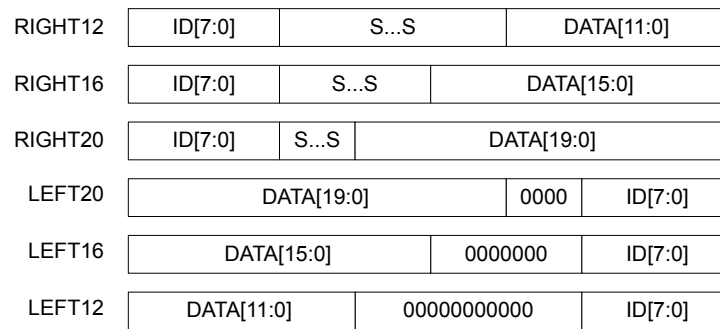 RIGHT12 ID[7:0] S...S DATA[11:0]
RIGHT16 ID[7:0] S...S DATA[15:0]
RIGHT20 ID[7:0] S...S DATA[19:0]
LEFT20 DATA[19:0] 0000 ID[7:0]
LEFT16 DATA[15:0] 0000000 ID[7:0]
LEFT12 DATA[11:0] 00000000000 ID[7:0]